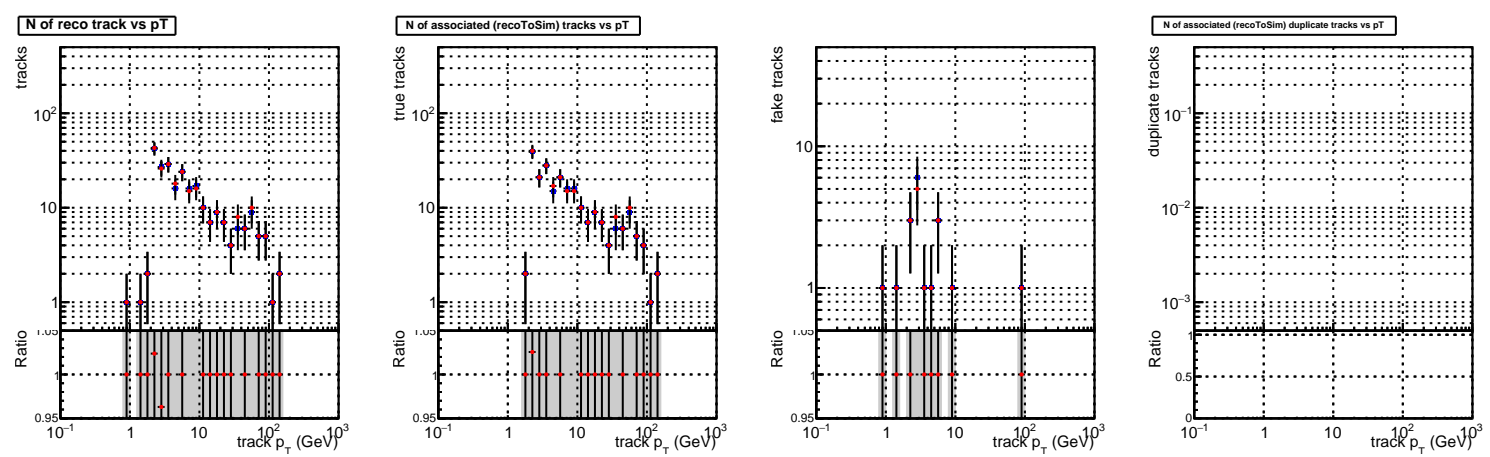 N of reco track vs pT
tracks
10²
10
1
Ratio
1.05
1
0.95
10⁻¹ 1 10 10² 10³
track p_T (GeV)
N of associated (recoToSim) tracks vs pT
true tracks
10²
10
1
Ratio
1.05
1
0.95
10⁻¹ 1 10 10² 10³
track p_T (GeV)
fake tracks
10
1
Ratio
1.05
1
0.95
10⁻¹ 1 10 10² 10³
track p_T (GeV)
N of associated (recoToSim) duplicate tracks vs pT
duplicate tracks
10⁻¹
10⁻²
10⁻³
Ratio
1
0.5
0
10⁻¹ 1 10 10² 10³
track p_T (GeV)